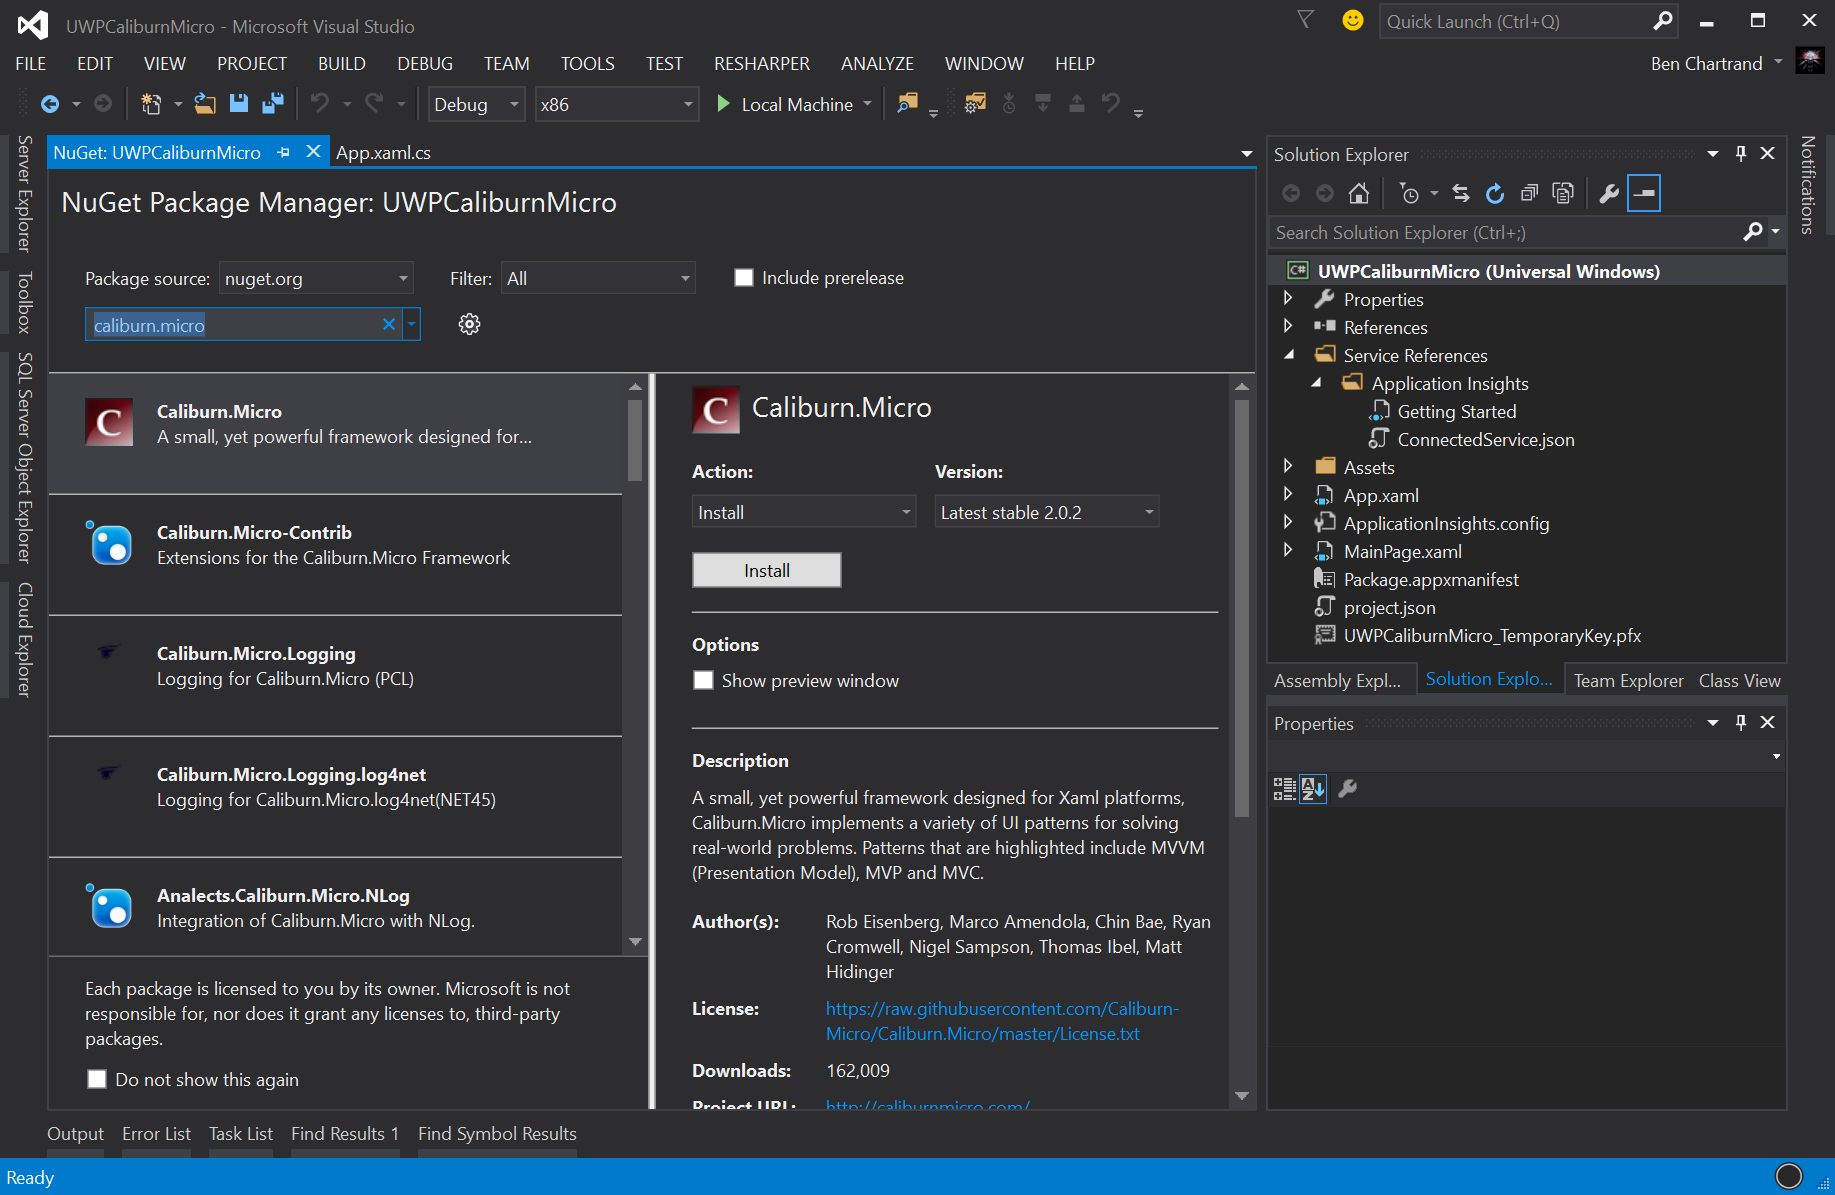 UWPCaliburnMicro - Microsoft Visual Studio
Quick Launch (Ctrl+Q)
FILE EDIT VIEW PROJECT BUILD DEBUG TEAM TOOLS TEST RESHARPER ANALYZE WINDOW HELP
Ben Chartrand
Debug x86 Local Machine
Server Explorer
Toolbox
SQL Server Object Explorer
Cloud Explorer
NuGet: UWPCaliburnMicro App.xaml.cs
NuGet Package Manager: UWPCaliburnMicro
Package source: nuget.org Filter: All Include prerelease
caliburn.micro
C Caliburn.Micro
A small, yet powerful framework designed for...
Caliburn.Micro-Contrib
Extensions for the Caliburn.Micro Framework
Caliburn.Micro.Logging
Logging for Caliburn.Micro (PCL)
Caliburn.Micro.Logging.log4net
Logging for Caliburn.Micro.log4net(NET45)
Analects.Caliburn.Micro.NLog
Integration of Caliburn.Micro with NLog.
Each package is licensed to you by its owner. Microsoft is not
responsible for, nor does it grant any licenses to, third-party
packages.
Do not show this again
C Caliburn.Micro
Action: Version:
Install Latest stable 2.0.2
Install
Options
Show preview window
Description
A small, yet powerful framework designed for Xaml platforms,
Caliburn.Micro implements a variety of UI patterns for solving
real-world problems. Patterns that are highlighted include MVVM
(Presentation Model), MVP and MVC.
Author(s): Rob Eisenberg, Marco Amendola, Chin Bae, Ryan
Cromwell, Nigel Sampson, Thomas Ibel, Matt
Hidinger
License: https://raw.githubusercontent.com/Caliburn-
Micro/Caliburn.Micro/master/License.txt
Downloads: 162,009
Project URL: http://caliburnmicro.com/
Solution Explorer
Search Solution Explorer (Ctrl+;)
C# UWPCaliburnMicro (Universal Windows)
Properties
References
Service References
Application Insights
Getting Started
ConnectedService.json
Assets
App.xaml
ApplicationInsights.config
MainPage.xaml
Package.appxmanifest
project.json
UWPCaliburnMicro_TemporaryKey.pfx
Assembly Expl... Solution Explo... Team Explorer Class View
Properties
AZ
Notifications
Output Error List Task List Find Results 1 Find Symbol Results
Ready